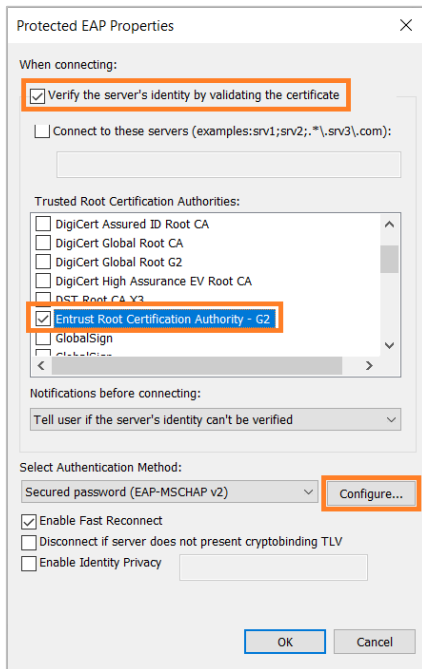 Protected EAP Properties
When connecting:
Verify the server's identity by validating the certificate
Connect to these servers (examples:srv1;srv2;.*\.srv3\.com):
Trusted Root Certification Authorities:
DigiCert Assured ID Root CA
DigiCert Global Root CA
DigiCert Global Root G2
DigiCert High Assurance EV Root CA
DST Root CA X3
Entrust Root Certification Authority - G2
GlobalSign
GlobalSign
Notifications before connecting:
Tell user if the server's identity can't be verified
Select Authentication Method:
Secured password (EAP-MSCHAP v2)
Configure...
Enable Fast Reconnect
Disconnect if server does not present cryptobinding TLV
Enable Identity Privacy
OK
Cancel